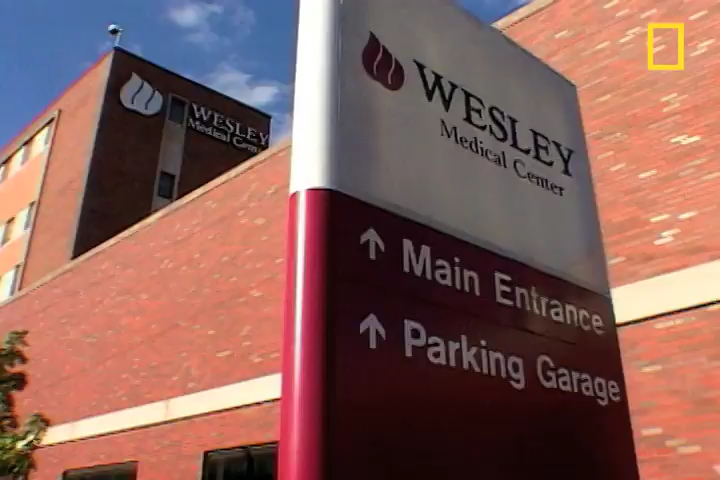 WESLEY
Medical Center
WESLEY
Medical Center
↑ Main Entrance
↑ Parking Garage